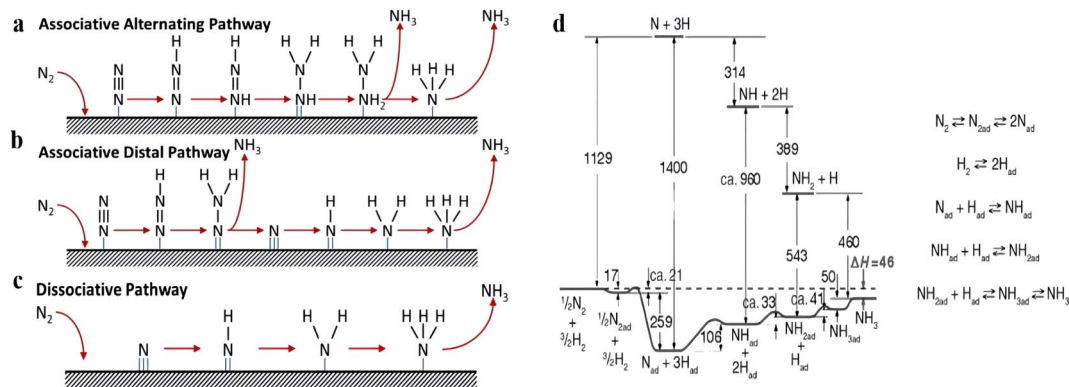 a Associative Alternating Pathway
NH₃
NH₃
H
H
H H
H H
N₂
N
N
N
N
H H H
N
N
NH
NH
NH₂
N
b Associative Distal Pathway
NH₃
NH₃
H
H H
N₂
N
N
N
H
H H
H H H
N
N
N
N
N
N
N
c Dissociative Pathway
NH₃
N₂
H
H H
H H H
N
N
N
N
d
N + 3H
314
NH + 2H
389
1129
1400
ca. 960
NH₂ + H
543
460
50
ΔH = 46
17
ca. 21
ca. 33
ca. 41
259
106
½N₂
+
³⁄₂H₂
½N₂ad
+
³⁄₂H₂
Nad + 3Had
NHad
+
2Had
NH₂ad
+
Had
NH₃ad
NH₃
N₂ ⇄ N₂ad ⇄ 2Nad
H₂ ⇄ 2Had
Nad + Had ⇄ NHad
NHad + Had ⇄ NH₂ad
NH₂ad + Had ⇄ NH₃ad ⇄ NH₃